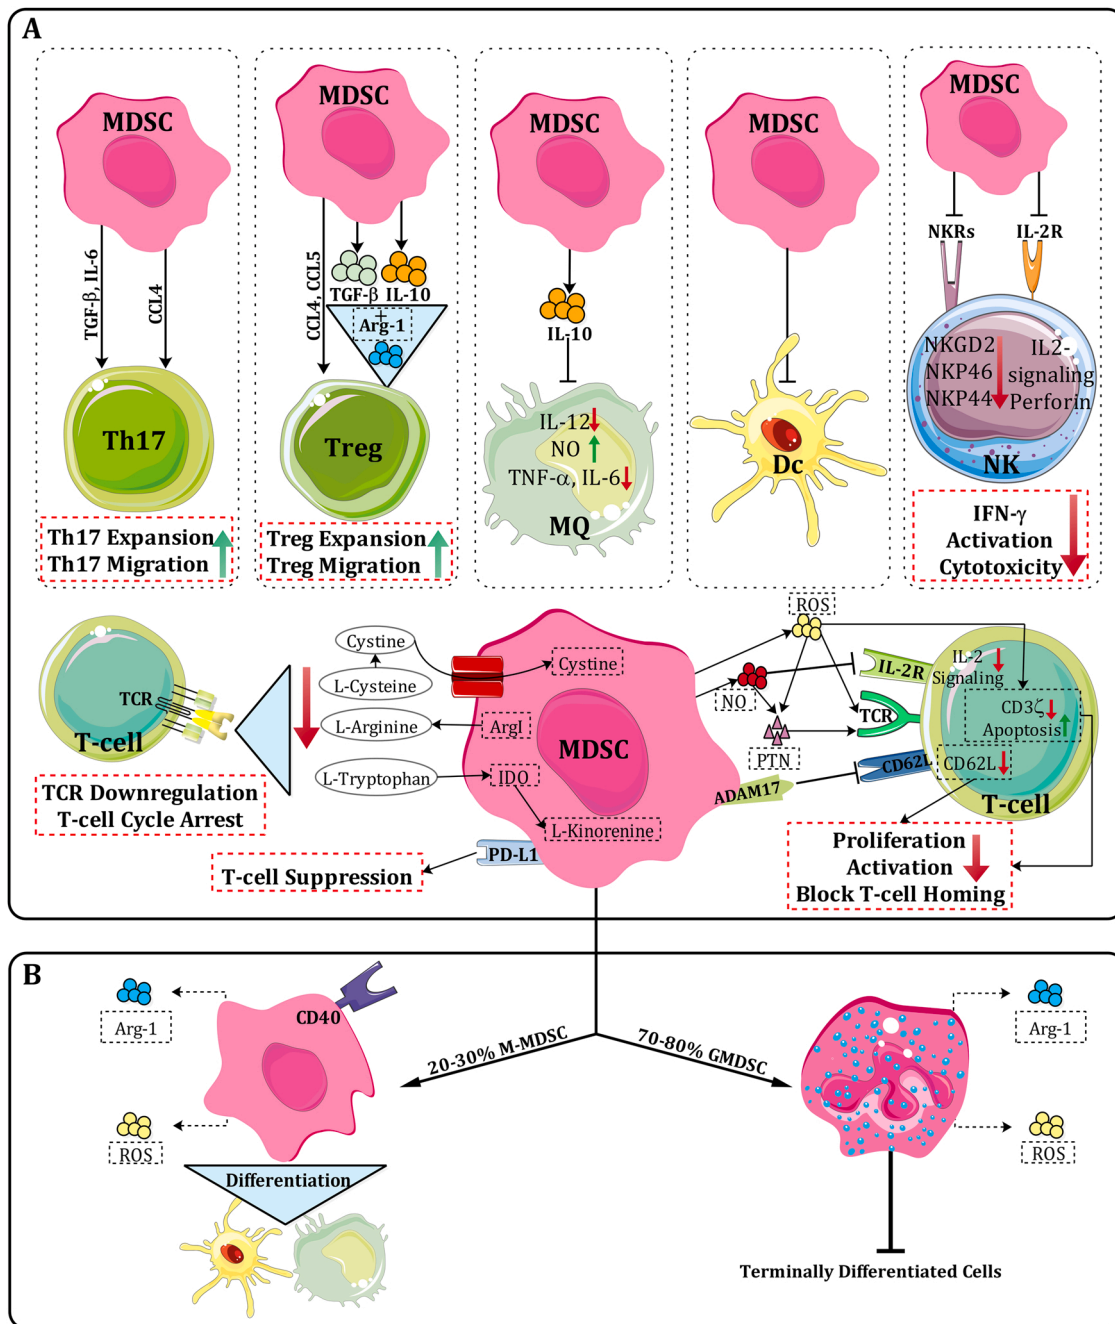 A
MDSC
TGF-β, IL-6
CCL4
Th17
Th17 Expansion
Th17 Migration
MDSC
CCL4, CCL5
TGF-β
IL-10
+
Arg-1
Treg
Treg Expansion
Treg Migration
MDSC
IL-10
IL-12
NO
TNF-α, IL-6
MQ
MDSC
Dc
MDSC
NKRs
IL-2R
NKGD2
NKP46
NKP44
IL2-
signaling
Perforin
NK
IFN-γ
Activation
Cytotoxicity
TCR
T-cell
TCR Downregulation
T-cell Cycle Arrest
Cystine
L-Cysteine
L-Arginine
L-Tryptophan
Cystine
ArgI
IDO
L-Kinorenine
MDSC
PD-L1
T-cell Suppression
ROS
NO
PTN
ADAM17
IL-2R
TCR
CD62L
IL-2
Signaling
CD3ζ
Apoptosis
CD62L
T-cell
Proliferation
Activation
Block T-cell Homing
B
Arg-1
ROS
CD40
20-30% M-MDSC
70-80% GMDSC
Differentiation
Arg-1
ROS
Terminally Differentiated Cells